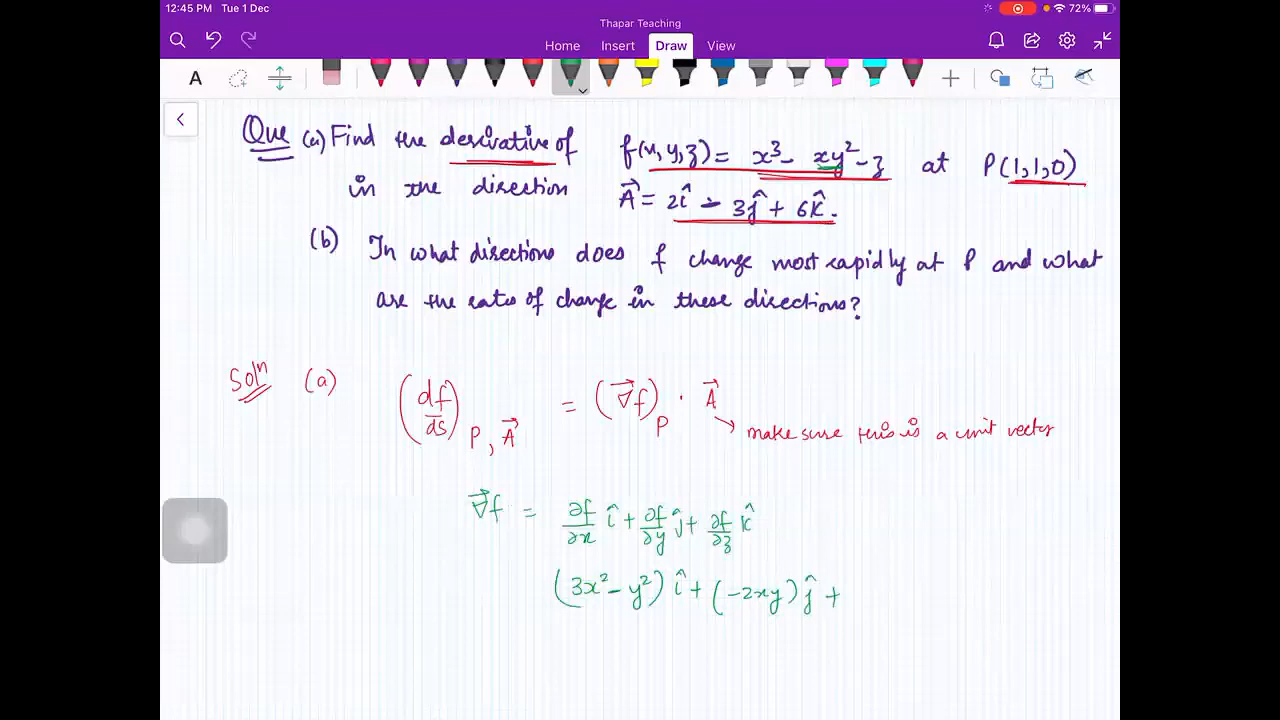 12:45 PM Tue 1 Dec
72%
Thapar Teaching
Home Insert Draw View
A
Que (a) Find the derivative of f(x,y,z) = x³ - xy² - z at P(1,1,0)
in the direction A⃗ = 2î - 3ĵ + 6k̂.
(b) In what directions does f change most rapidly at P and what
are the rates of change in these directions?
Soln (a) (df/ds)_P,A⃗ = (∇⃗f)_P · A⃗
→ make sure this is a unit vector
∇⃗f = ∂f/∂x î + ∂f/∂y ĵ + ∂f/∂z k̂
(3x² - y²) î + (-2xy) ĵ +